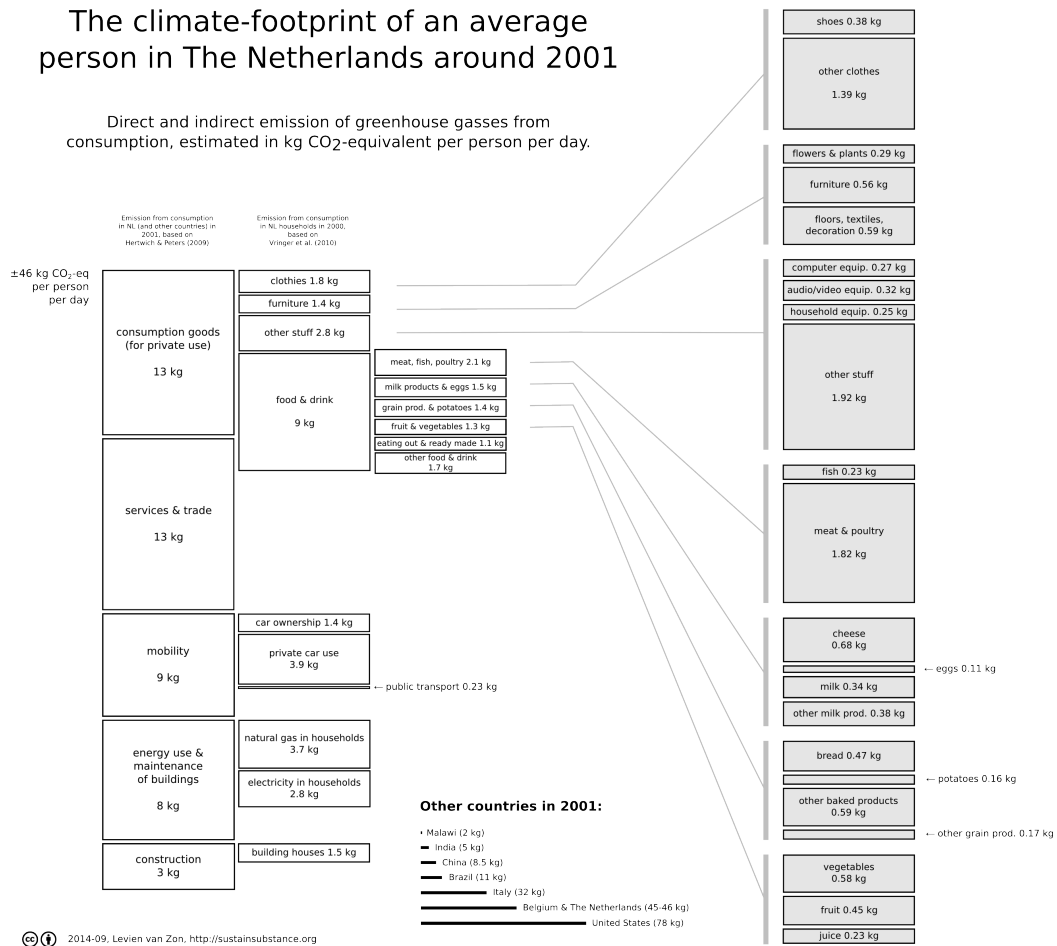 The climate-footprint of an average
person in The Netherlands around 2001
Direct and indirect emission of greenhouse gasses from
consumption, estimated in kg CO2-equivalent per person per day.
Emission from consumption
in NL (and other countries) in
2001, based on
Hertwich & Peters (2009)
Emission from consumption
in NL households in 2000,
based on
Vringer et al. (2010)
±46 kg CO2-eq
per person
per day
consumption goods
(for private use)
13 kg
services & trade
13 kg
mobility
9 kg
energy use &
maintenance
of buildings
8 kg
construction
3 kg
clothies 1.8 kg
furniture 1.4 kg
other stuff 2.8 kg
food & drink
9 kg
car ownership 1.4 kg
private car use
3.9 kg
← public transport 0.23 kg
natural gas in households
3.7 kg
electricity in households
2.8 kg
building houses 1.5 kg
meat, fish, poultry 2.1 kg
milk products & eggs 1.5 kg
grain prod. & potatoes 1.4 kg
fruit & vegetables 1.3 kg
eating out & ready made 1.1 kg
other food & drink
1.7 kg
shoes 0.38 kg
other clothes
1.39 kg
flowers & plants 0.29 kg
furniture 0.56 kg
floors, textiles,
decoration 0.59 kg
computer equip. 0.27 kg
audio/video equip. 0.32 kg
household equip. 0.25 kg
other stuff
1.92 kg
fish 0.23 kg
meat & poultry
1.82 kg
cheese
0.68 kg
← eggs 0.11 kg
milk 0.34 kg
other milk prod. 0.38 kg
bread 0.47 kg
← potatoes 0.16 kg
other baked products
0.59 kg
← other grain prod. 0.17 kg
vegetables
0.58 kg
fruit 0.45 kg
juice 0.23 kg
Other countries in 2001:
Malawi (2 kg)
India (5 kg)
China (8.5 kg)
Brazil (11 kg)
Italy (32 kg)
Belgium & The Netherlands (45-46 kg)
United States (78 kg)
cc 2014-09, Levien van Zon, http://sustainsubstance.org